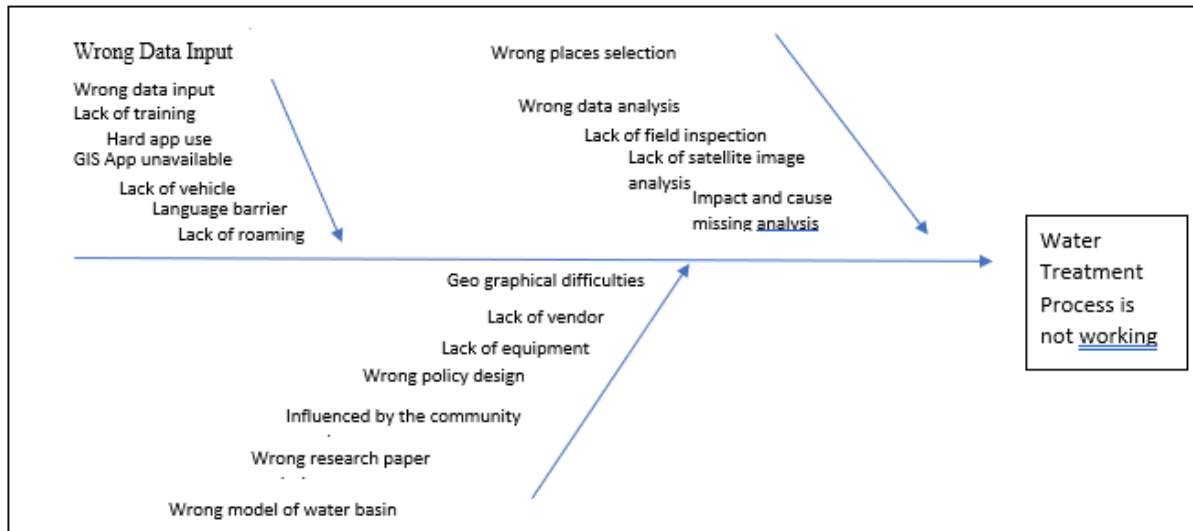 Wrong Data Input
Wrong data input
Lack of training
Hard app use
GIS App unavailable
Lack of vehicle
Language barrier
Lack of roaming
Wrong places selection
Wrong data analysis
Lack of field inspection
Lack of satellite image
analysis
Impact and cause
missing analysis
Geo graphical difficulties
Lack of vendor
Lack of equipment
Wrong policy design
Influenced by the community
Wrong research paper
Wrong model of water basin
Water
Treatment
Process is
not working